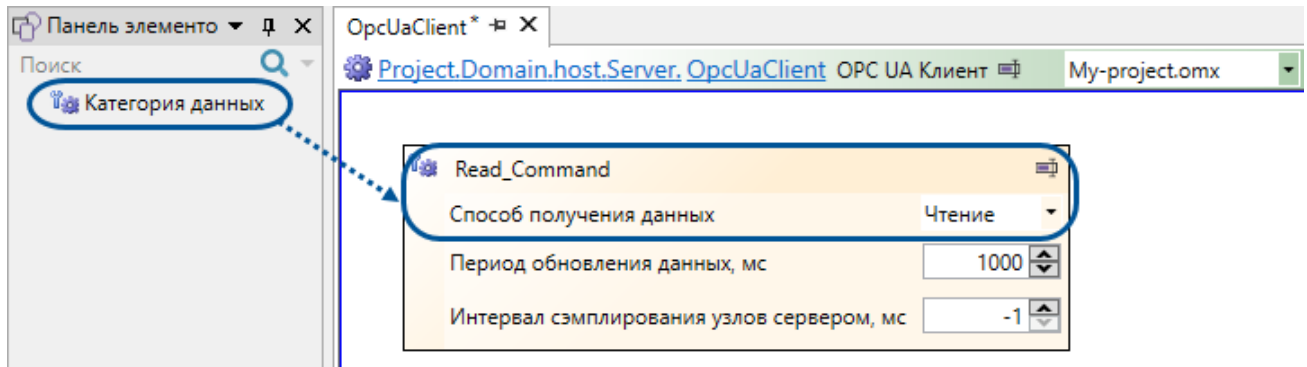 Панель элементо
OpcUaClient*
Поиск
Project.Domain.host.Server. OpcUaClient OPC UA Клиент
My-project.omx
Категория данных
Read_Command
Способ получения данных Чтение
Период обновления данных, мс 1000
Интервал сэмплирования узлов сервером, мс -1